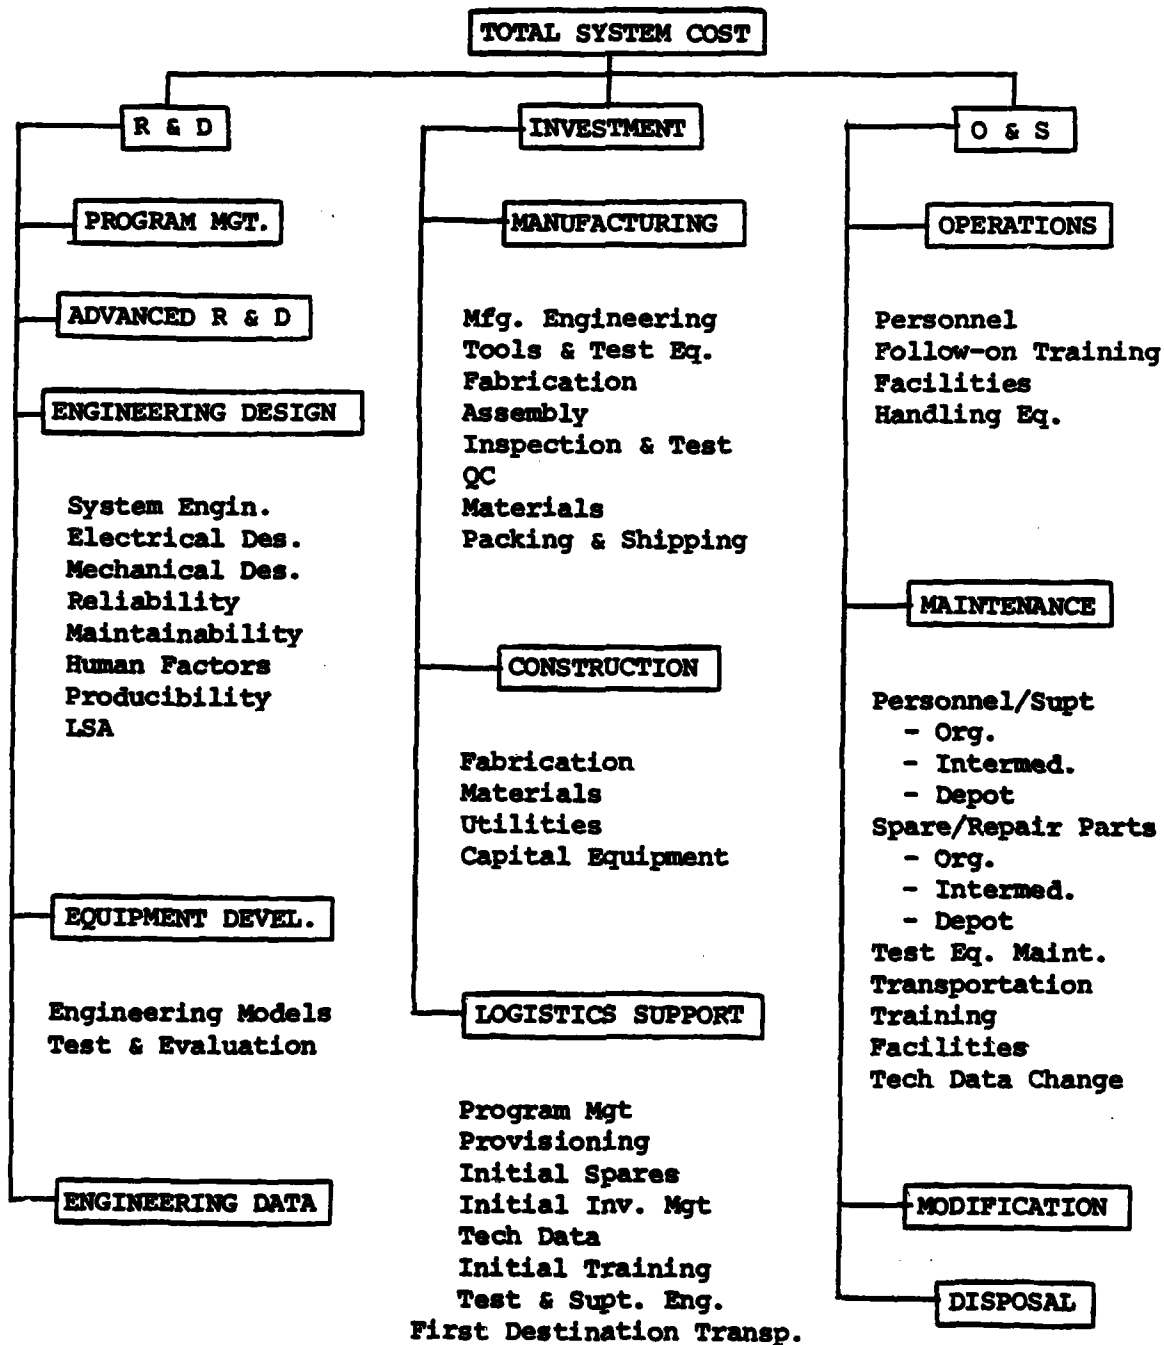 TOTAL SYSTEM COST
R & D
PROGRAM MGT.
ADVANCED R & D
ENGINEERING DESIGN
System Engin.
Electrical Des.
Mechanical Des.
Reliability
Maintainability
Human Factors
Producibility
LSA
EQUIPMENT DEVEL.
Engineering Models
Test & Evaluation
ENGINEERING DATA
INVESTMENT
MANUFACTURING
Mfg. Engineering
Tools & Test Eq.
Fabrication
Assembly
Inspection & Test
QC
Materials
Packing & Shipping
CONSTRUCTION
Fabrication
Materials
Utilities
Capital Equipment
LOGISTICS SUPPORT
Program Mgt
Provisioning
Initial Spares
Initial Inv. Mgt
Tech Data
Initial Training
Test & Supt. Eng.
First Destination Transp.
O & S
OPERATIONS
Personnel
Follow-on Training
Facilities
Handling Eq.
MAINTENANCE
Personnel/Supt
- Org.
- Intermed.
- Depot
Spare/Repair Parts
- Org.
- Intermed.
- Depot
Test Eq. Maint.
Transportation
Training
Facilities
Tech Data Change
MODIFICATION
DISPOSAL